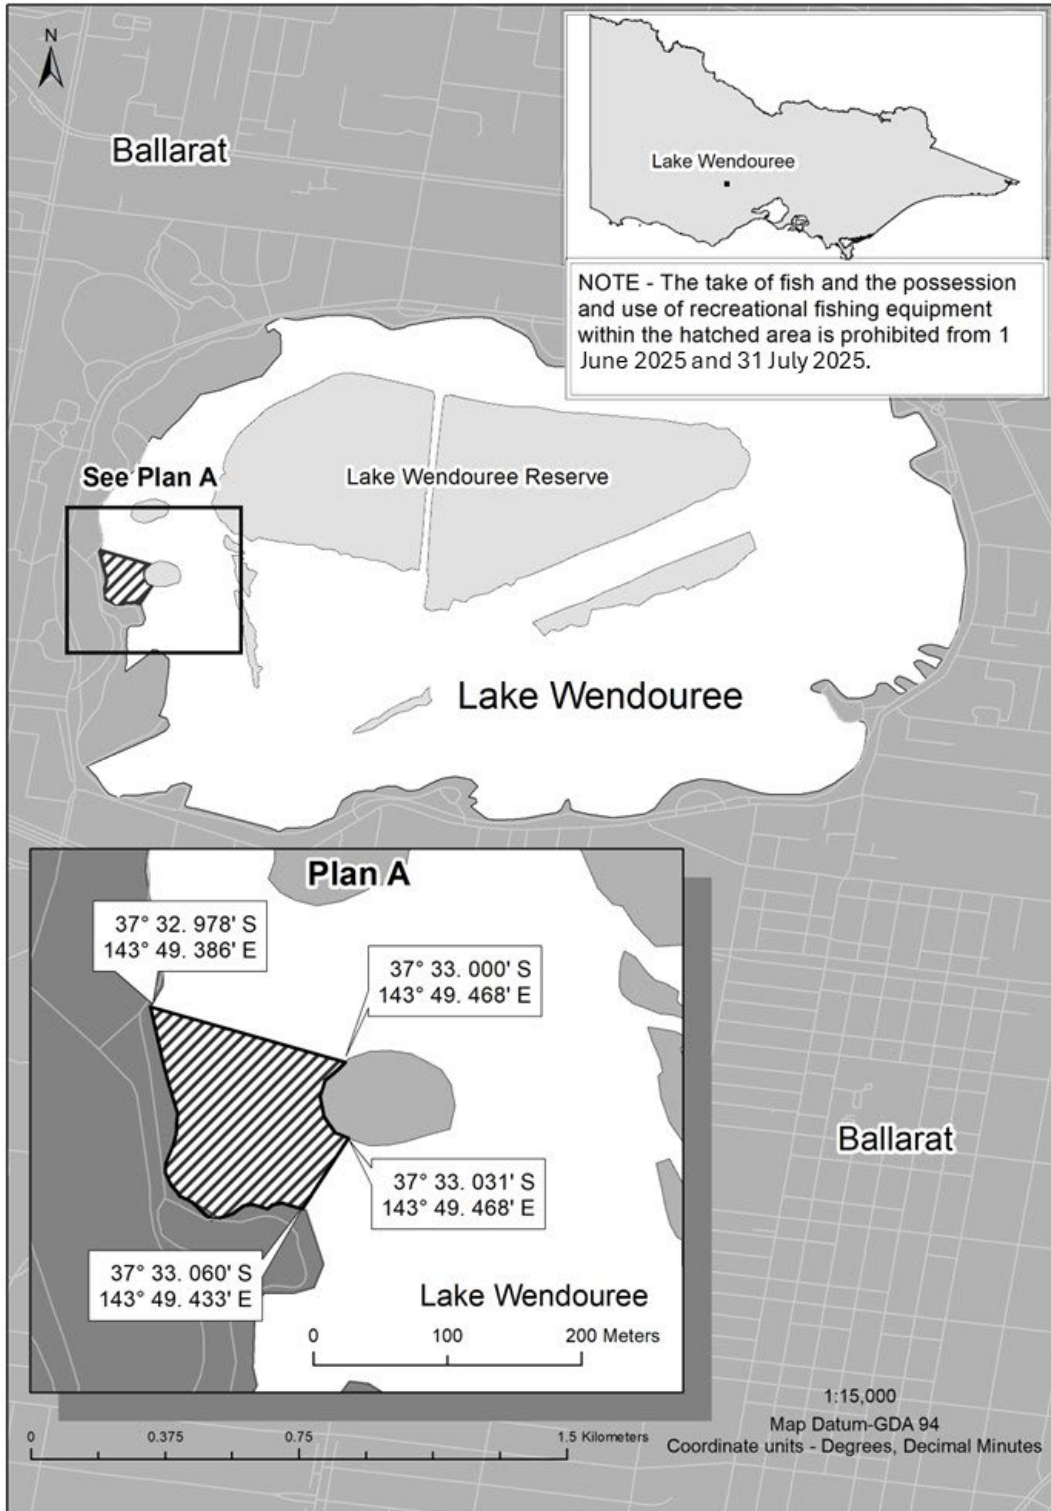 N
Ballarat
Lake Wendouree
NOTE - The take of fish and the possession
and use of recreational fishing equipment
within the hatched area is prohibited from 1
June 2025 and 31 July 2025.
See Plan A
Lake Wendouree Reserve
Lake Wendouree
Plan A
37° 32. 978' S
143° 49. 386' E
37° 33. 000' S
143° 49. 468' E
37° 33. 031' S
143° 49. 468' E
37° 33. 060' S
143° 49. 433' E
Lake Wendouree
0 100 200 Meters
Ballarat
1:15,000
Map Datum-GDA 94
Coordinate units - Degrees, Decimal Minutes
0 0.375 0.75 1.5 Kilometers